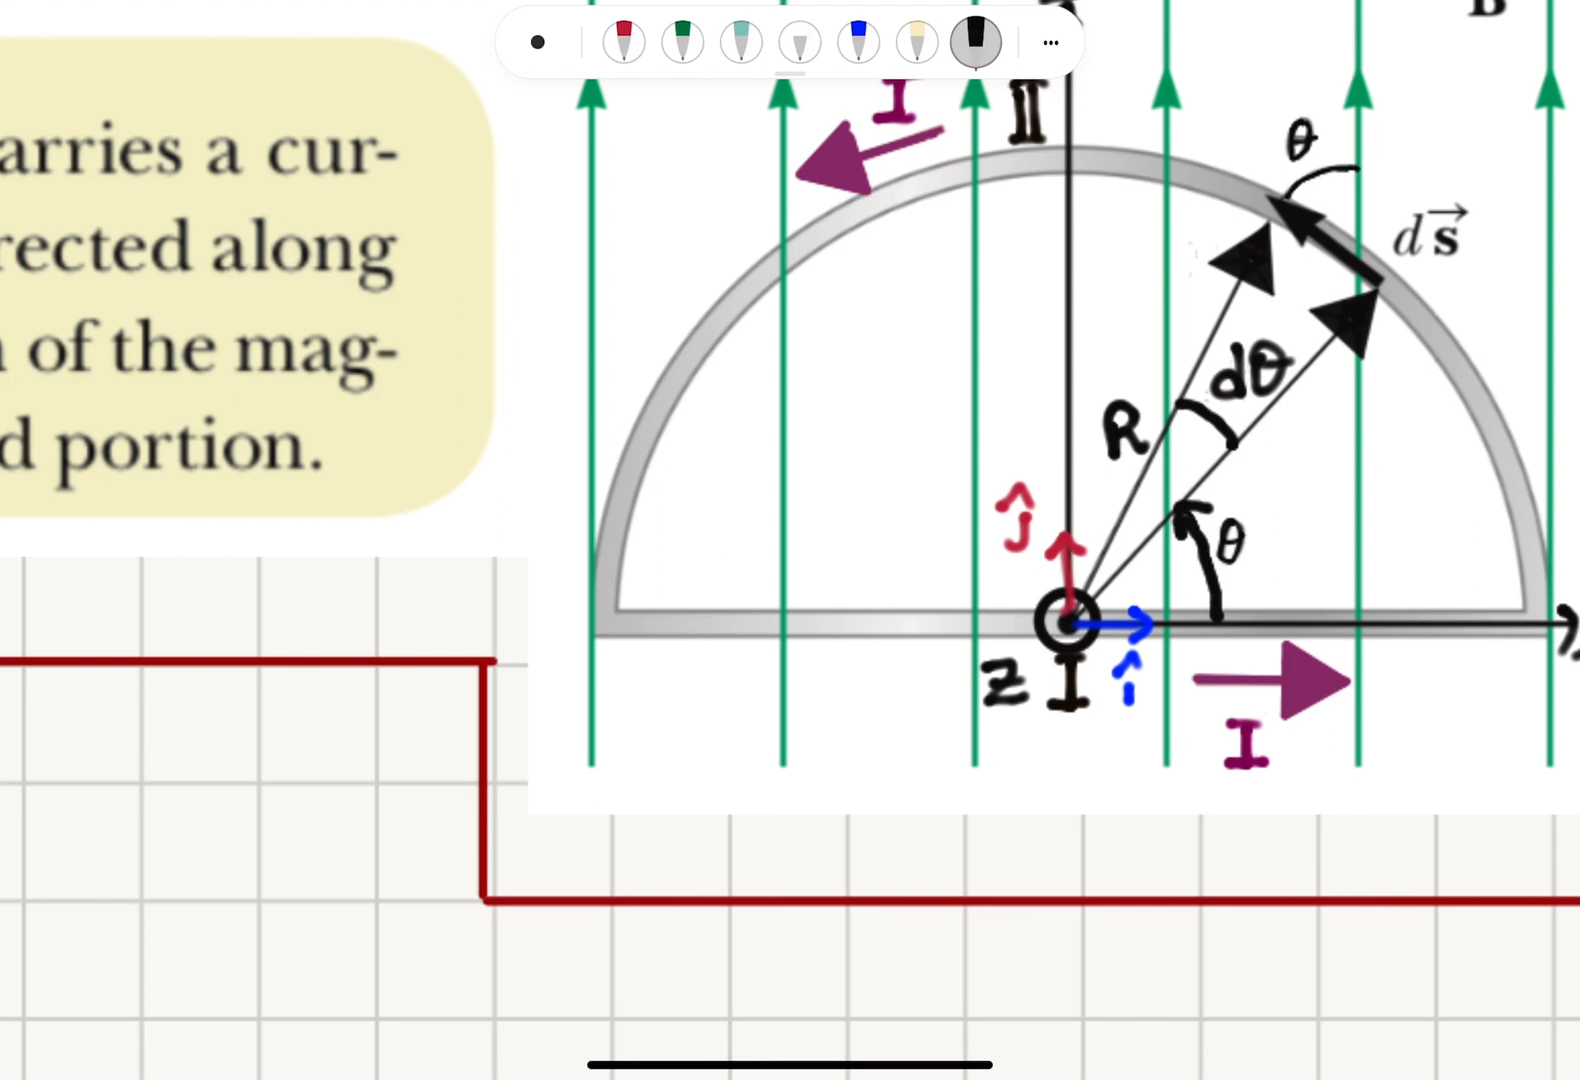 arries a cur-
rected along
n of the mag-
d portion.
B
I
II
θ
ds⃗
dθ
R
ĵ
θ
Z
I
î
I